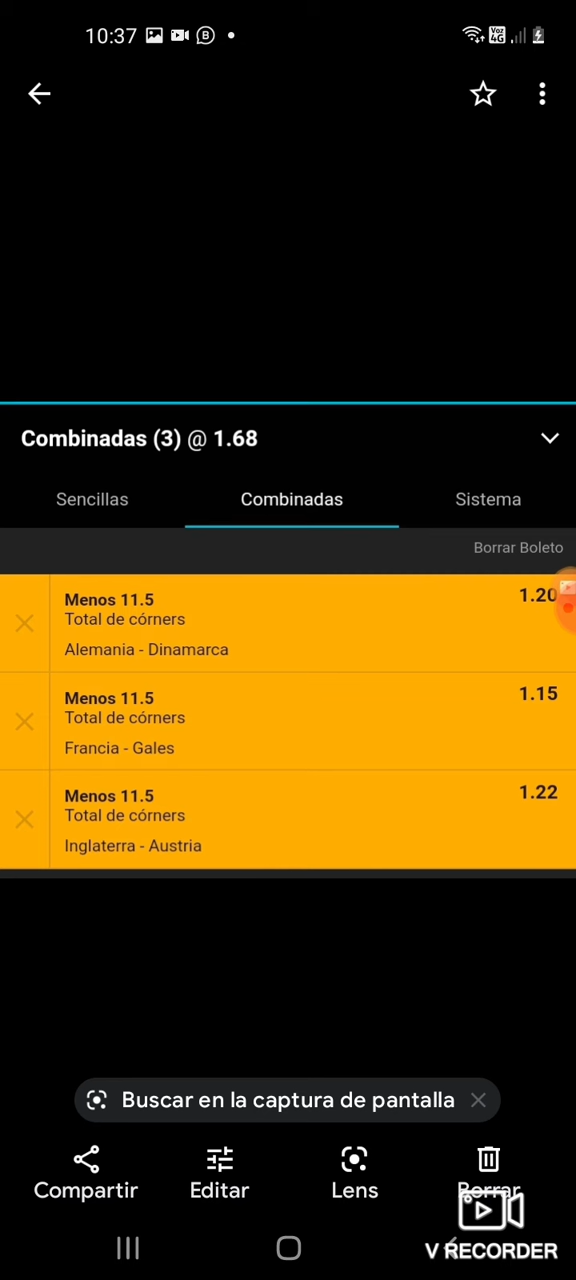 10:37
Voz 4G
Combinadas (3) @ 1.68
Sencillas Combinadas Sistema
Borrar Boleto
Menos 11.5 1.20
Total de córners
Alemania - Dinamarca
Menos 11.5 1.15
Total de córners
Francia - Gales
Menos 11.5 1.22
Total de córners
Inglaterra - Austria
Buscar en la captura de pantalla
Compartir Editar Lens Borrar
V RECORDER